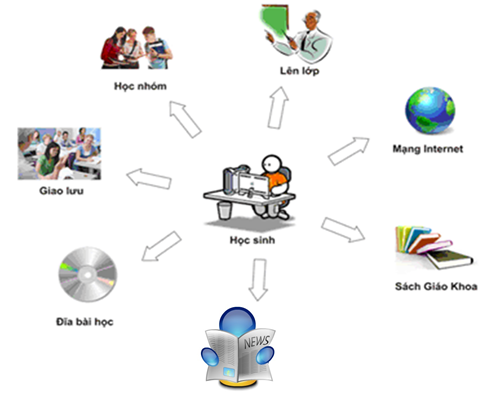 Học nhóm
Lên lớp
Mạng Internet
Giao lưu
Học sinh
Sách Giáo Khoa
Đĩa bài học
NEWS